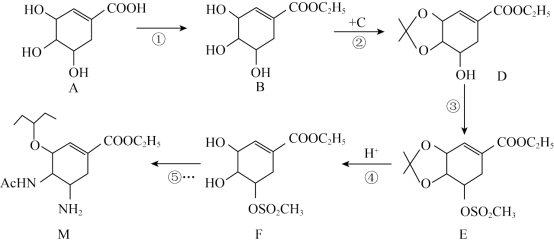 HO COOH
HO
OH
A
①
HO COOC₂H₅
HO
OH
B
+C
②
O COOC₂H₅
O
OH
D
③
O COOC₂H₅
O
OSO₂CH₃
E
H⁺
④
HO COOC₂H₅
HO
OSO₂CH₃
F
⑤…
O COOC₂H₅
AcHN
NH₂
M